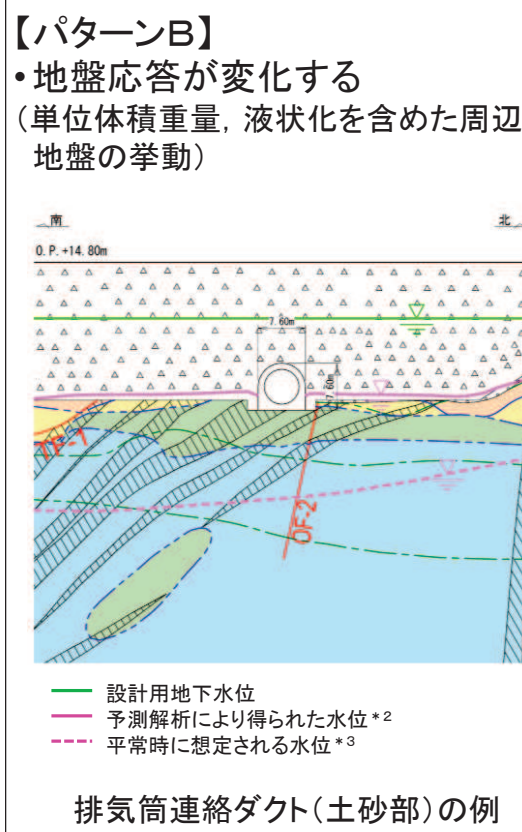 【パターンB】
•地盤応答が変化する
(単位体積重量，液状化を含めた周辺
地盤の挙動)
南
北
O.P.+14.80m
7.60m
7.60m
TF-1
OF-2
設計用地下水位
予測解析により得られた水位*2
平常時に想定される水位*3
排気筒連絡ダクト(土砂部)の例